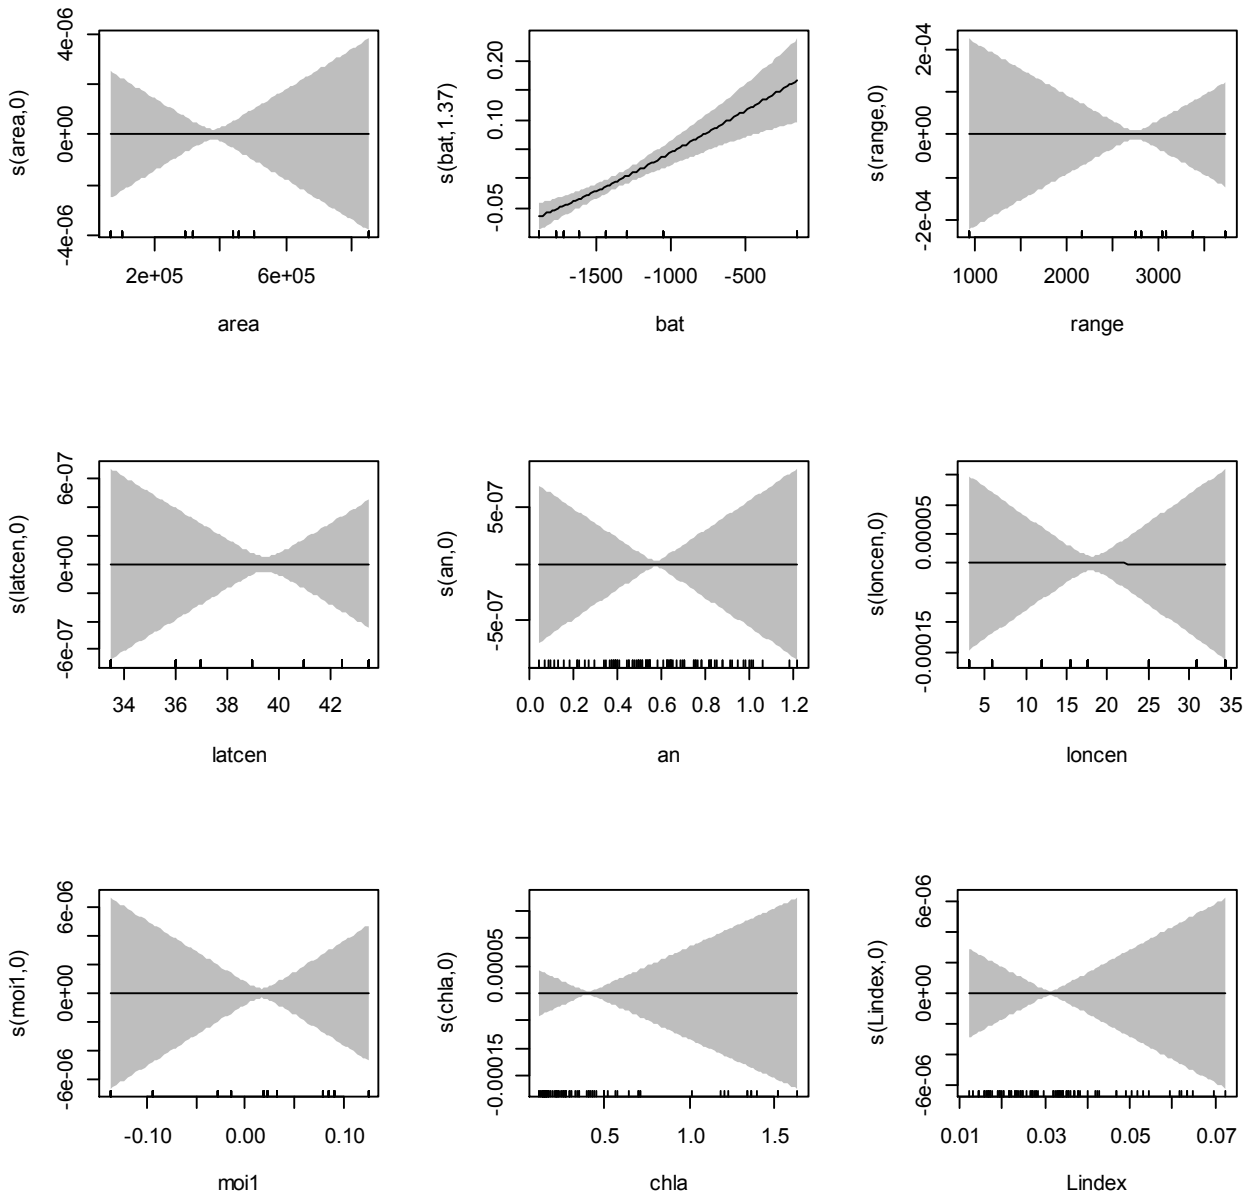 s(area,0)
4e-06
0e+00
-4e-06
2e+05 6e+05
area
s(bat,1.37)
0.20
0.10
-0.05
-1500 -1000 -500
bat
s(range,0)
2e-04
0e+00
-2e-04
1000 2000 3000
range
s(latcen,0)
6e-07
0e+00
-6e-07
34 36 38 40 42
latcen
s(an,0)
5e-07
-5e-07
0.0 0.2 0.4 0.6 0.8 1.0 1.2
an
s(loncen,0)
0.00005
-0.00015
5 10 15 20 25 30 35
loncen
s(moi1,0)
6e-06
0e+00
-6e-06
-0.10 0.00 0.10
moi1
s(chla,0)
0.00005
-0.00015
0.5 1.0 1.5
chla
s(Lindex,0)
6e-06
0e+00
-6e-06
0.01 0.03 0.05 0.07
Lindex